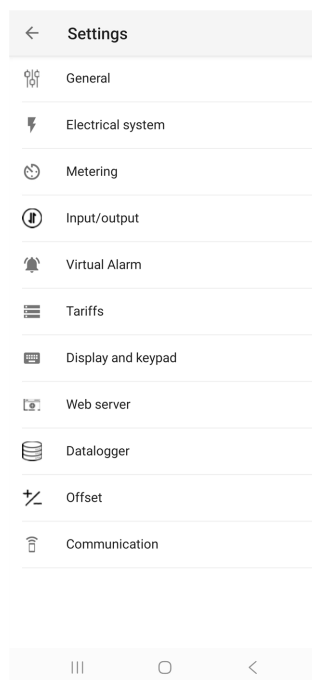 Settings
General
Electrical system
Metering
Input/output
Virtual Alarm
Tariffs
Display and keypad
Web server
Datalogger
Offset
Communication